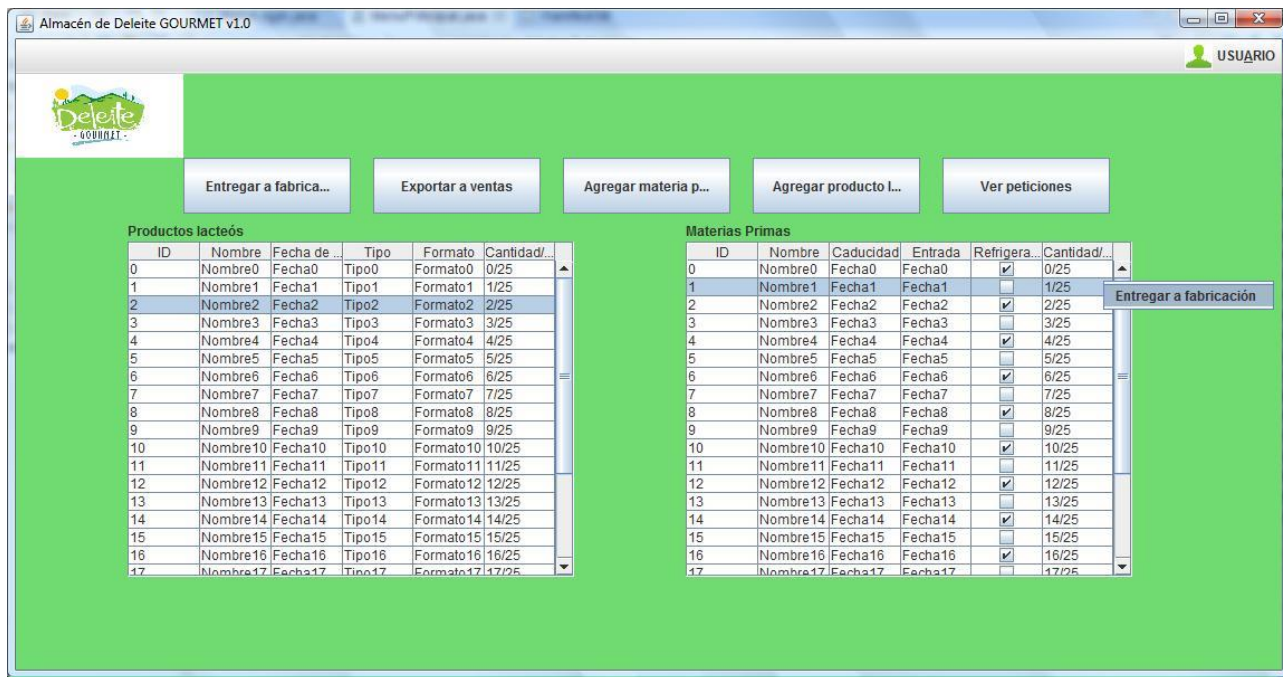 Almacén de Deleite GOURMET v1.0
USUARIO
Deleite
- GOURMET -
Entregar a fabrica... Exportar a ventas Agregar materia p... Agregar producto l... Ver peticiones
Productos lacteós Materias Primas
ID Nombre Fecha de ... Tipo Formato Cantidad/... ID Nombre Caducidad Entrada Refrigera... Cantidad/...
0 Nombre0 Fecha0 Tipo0 Formato0 0/25 0 Nombre0 Fecha0 Fecha0 0/25
1 Nombre1 Fecha1 Tipo1 Formato1 1/25 1 Nombre1 Fecha1 Fecha1 1/25 Entregar a fabricación
2 Nombre2 Fecha2 Tipo2 Formato2 2/25 2 Nombre2 Fecha2 Fecha2 2/25
3 Nombre3 Fecha3 Tipo3 Formato3 3/25 3 Nombre3 Fecha3 Fecha3 3/25
4 Nombre4 Fecha4 Tipo4 Formato4 4/25 4 Nombre4 Fecha4 Fecha4 4/25
5 Nombre5 Fecha5 Tipo5 Formato5 5/25 5 Nombre5 Fecha5 Fecha5 5/25
6 Nombre6 Fecha6 Tipo6 Formato6 6/25 6 Nombre6 Fecha6 Fecha6 6/25
7 Nombre7 Fecha7 Tipo7 Formato7 7/25 7 Nombre7 Fecha7 Fecha7 7/25
8 Nombre8 Fecha8 Tipo8 Formato8 8/25 8 Nombre8 Fecha8 Fecha8 8/25
9 Nombre9 Fecha9 Tipo9 Formato9 9/25 9 Nombre9 Fecha9 Fecha9 9/25
10 Nombre10 Fecha10 Tipo10 Formato10 10/25 10 Nombre10 Fecha10 Fecha10 10/25
11 Nombre11 Fecha11 Tipo11 Formato11 11/25 11 Nombre11 Fecha11 Fecha11 11/25
12 Nombre12 Fecha12 Tipo12 Formato12 12/25 12 Nombre12 Fecha12 Fecha12 12/25
13 Nombre13 Fecha13 Tipo13 Formato13 13/25 13 Nombre13 Fecha13 Fecha13 13/25
14 Nombre14 Fecha14 Tipo14 Formato14 14/25 14 Nombre14 Fecha14 Fecha14 14/25
15 Nombre15 Fecha15 Tipo15 Formato15 15/25 15 Nombre15 Fecha15 Fecha15 15/25
16 Nombre16 Fecha16 Tipo16 Formato16 16/25 16 Nombre16 Fecha16 Fecha16 16/25
17 Nombre17 Fecha17 Tipo17 Formato17 17/25 17 Nombre17 Fecha17 Fecha17 17/25